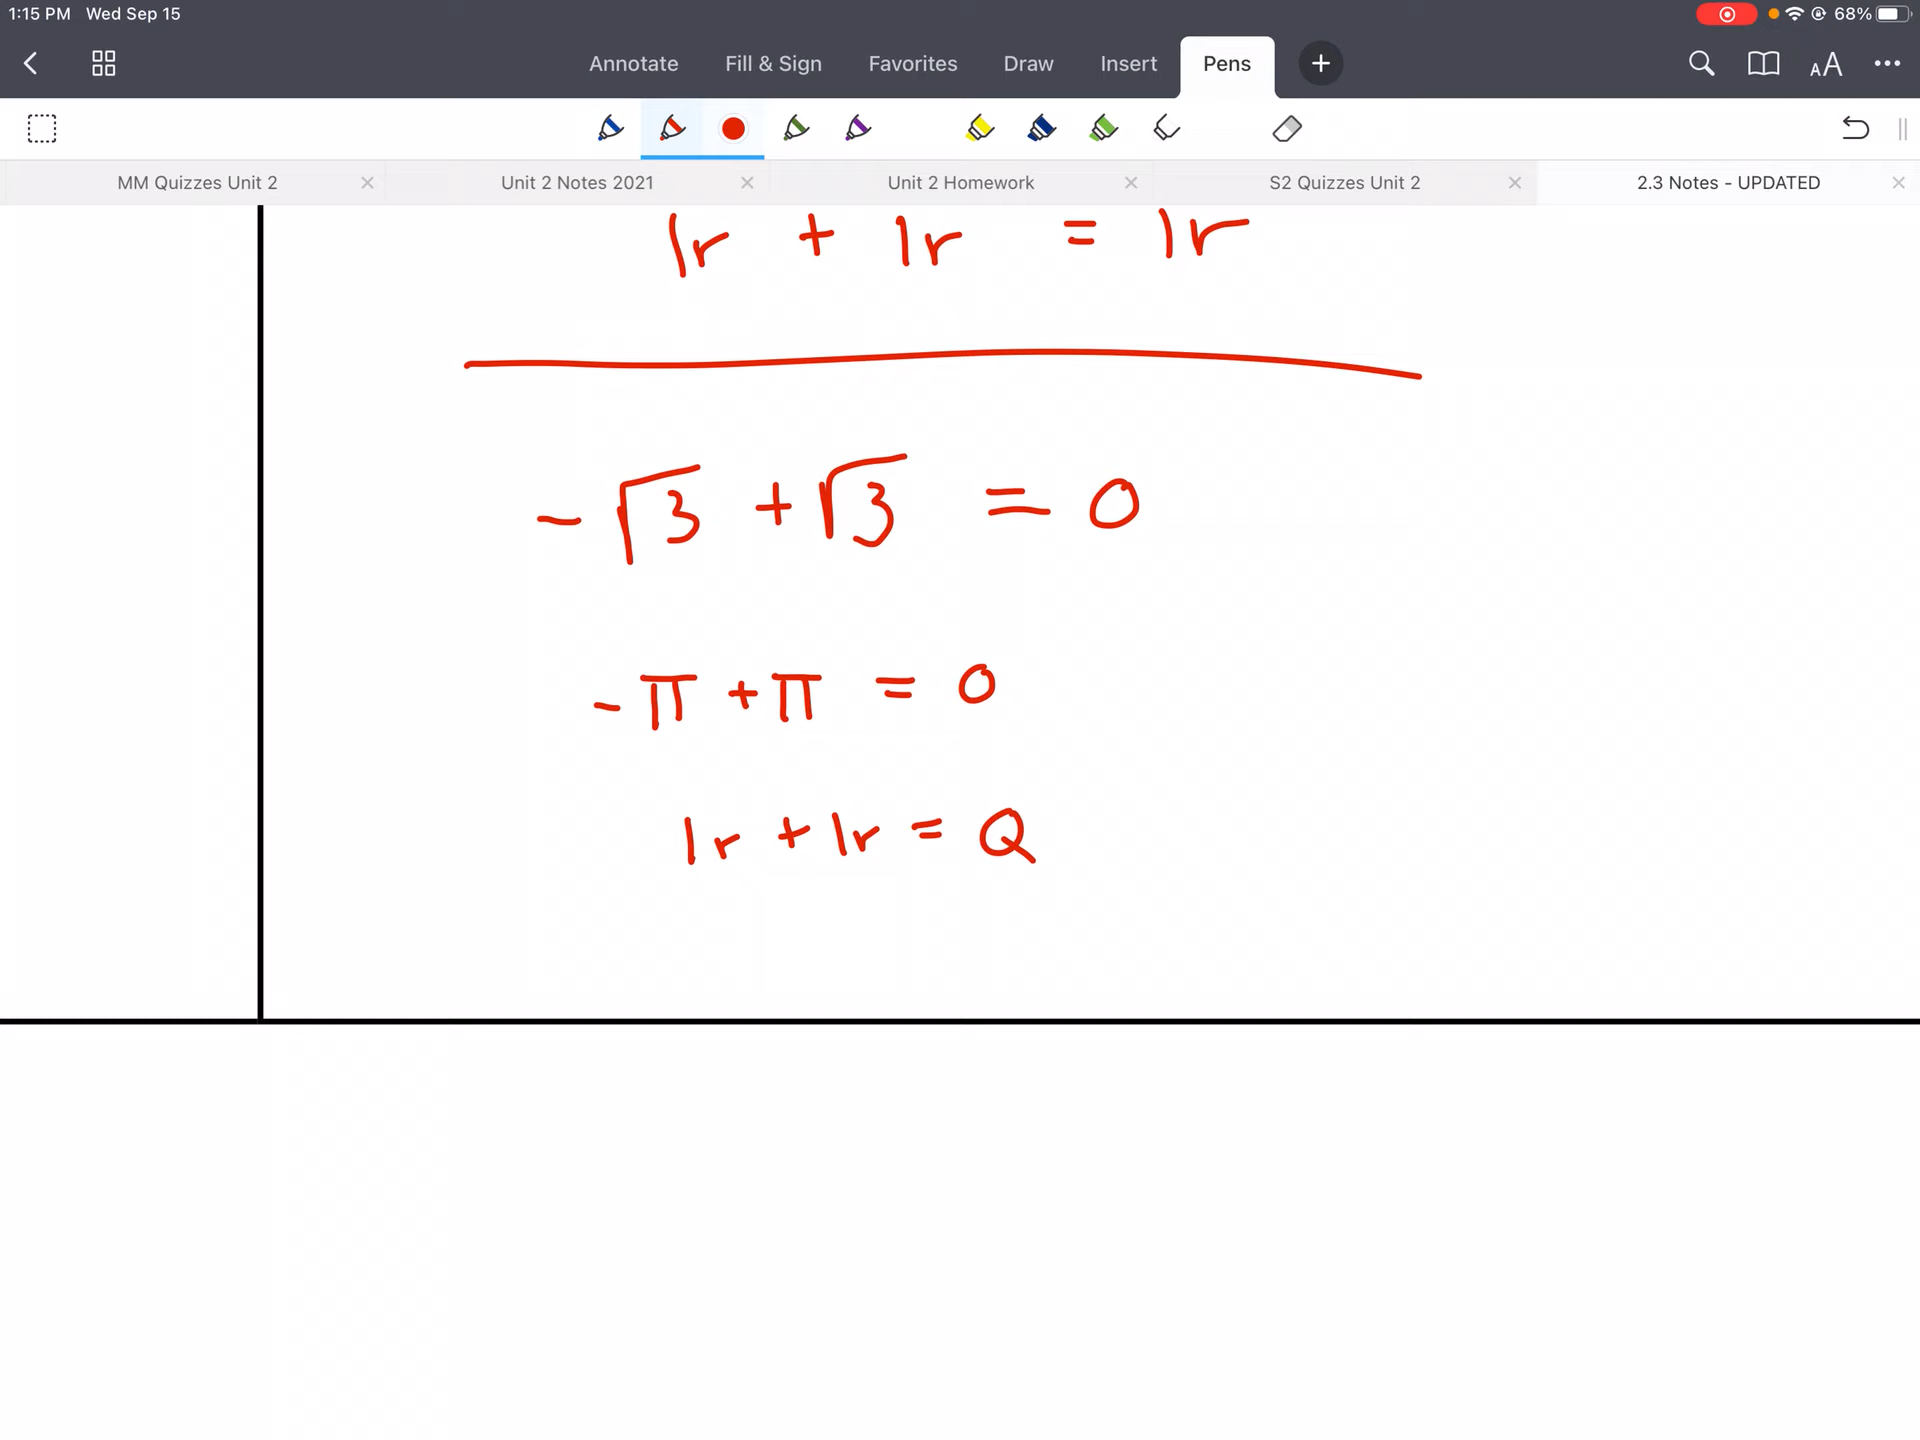 1:15 PM Wed Sep 15 68%
Annotate Fill & Sign Favorites Draw Insert Pens +
AA
MM Quizzes Unit 2 × Unit 2 Notes 2021 × Unit 2 Homework × S2 Quizzes Unit 2 × 2.3 Notes - UPDATED ×
Ir + Ir = Ir
-√3 + √3 = 0
-π + π = 0
Ir + Ir = Q